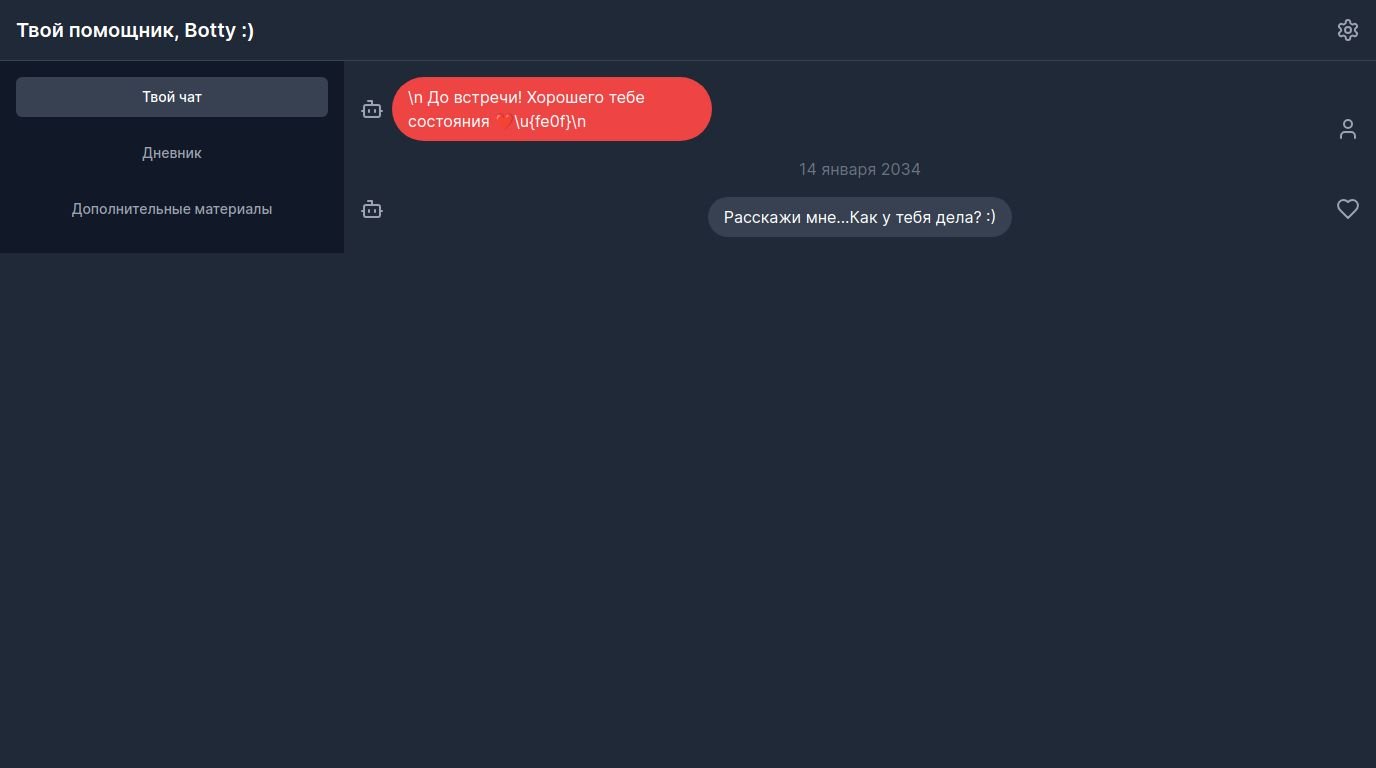 Твой помощник, Botty :)
Твой чат
Дневник
Дополнительные материалы
\n До встречи! Хорошего тебе
состояния ❤️\u{fe0f}\n
14 января 2034
Расскажи мне...Как у тебя дела? :)